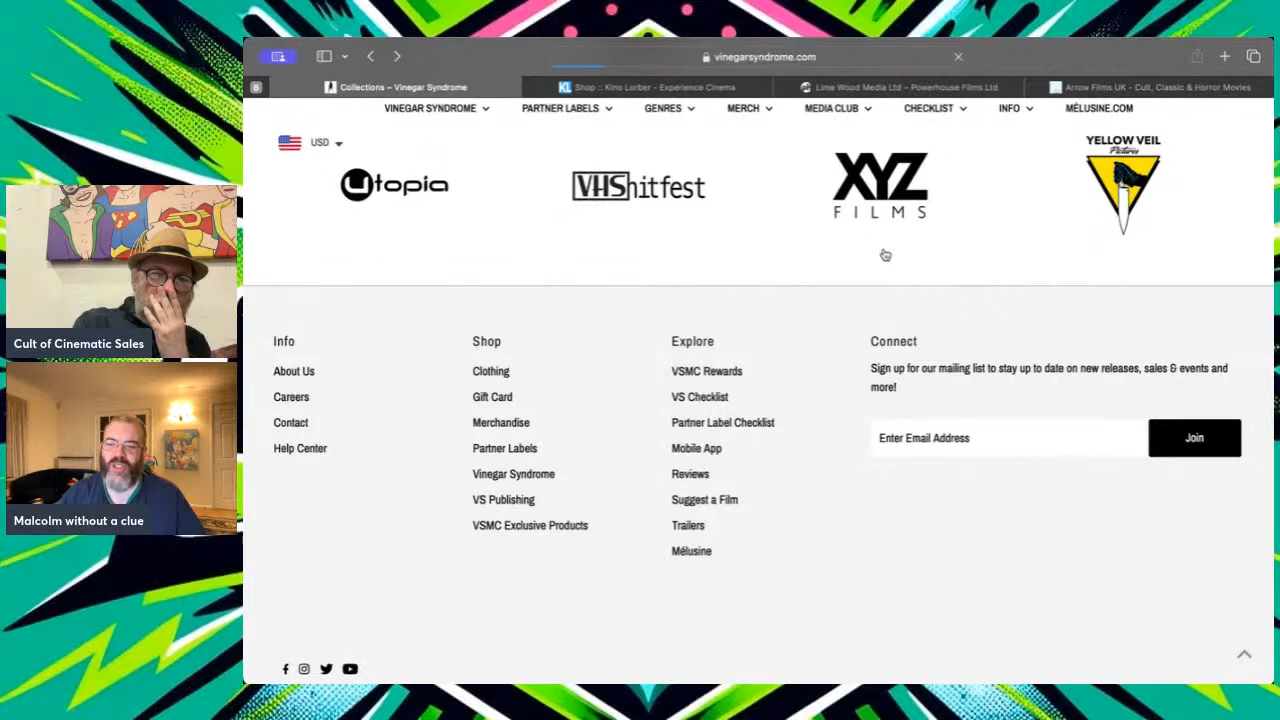 vinegarsyndrome.com
B
Collections ~ Vinegar Syndrome
KL
Shop :: Kino Lorber - Experience Cinema
Lime Wood Media Ltd – Powerhouse Films Ltd
Arrow Films UK - Cult, Classic & Horror Movies
VINEGAR SYNDROME
PARTNER LABELS
GENRES
MERCH
MEDIA CLUB
CHECKLIST
INFO
MÉLUSINE.COM
USD
utopia
VHShitfest
XYZ
FILMS
YELLOW VEIL
Pictures
Info
About Us
Careers
Contact
Help Center
Shop
Clothing
Gift Card
Merchandise
Partner Labels
Vinegar Syndrome
VS Publishing
VSMC Exclusive Products
Explore
VSMC Rewards
VS Checklist
Partner Label Checklist
Mobile App
Reviews
Suggest a Film
Trailers
Mélusine
Connect
Sign up for our mailing list to stay up to date on new releases, sales & events and
more!
Enter Email Address
Join
Cult of Cinematic Sales
Malcolm without a clue